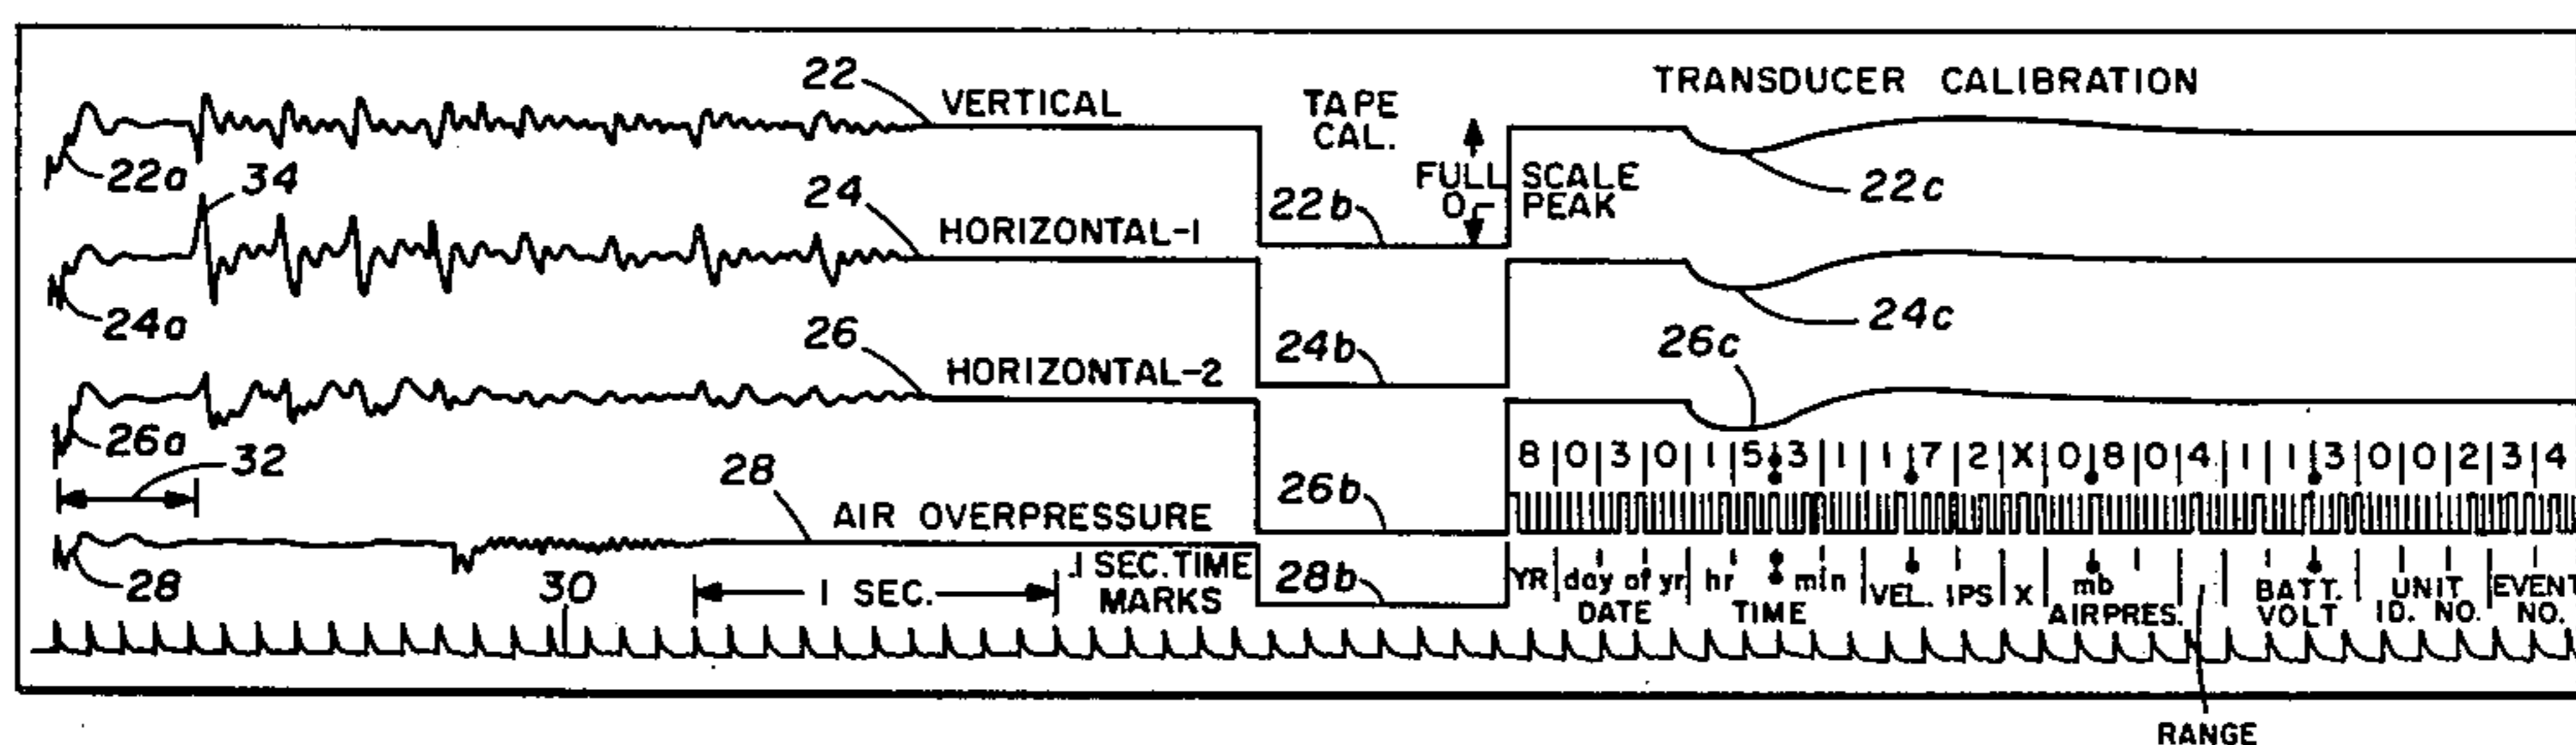 TRANSDUCER CALIBRATION
22
VERTICAL
TAPE
CAL.
22a
34
FULL SCALE
0- PEAK
22b
22c
24
HORIZONTAL-1
24a
24b
24c
26
HORIZONTAL-2
26c
26a
32
28
26b
8|0|3|0|1|5:3|1|1.7|2|X|0.8|0|4|1|1.3|0|0|2|3|4
AIR OVERPRESSURE
28
30
1 SEC.
.1 SEC. TIME
MARKS
28b
YR day of yr hr : min VEL. IPS X mb BATT. UNIT EVENT
DATE TIME AIRPRES. VOLT ID. NO. NO.
RANGE